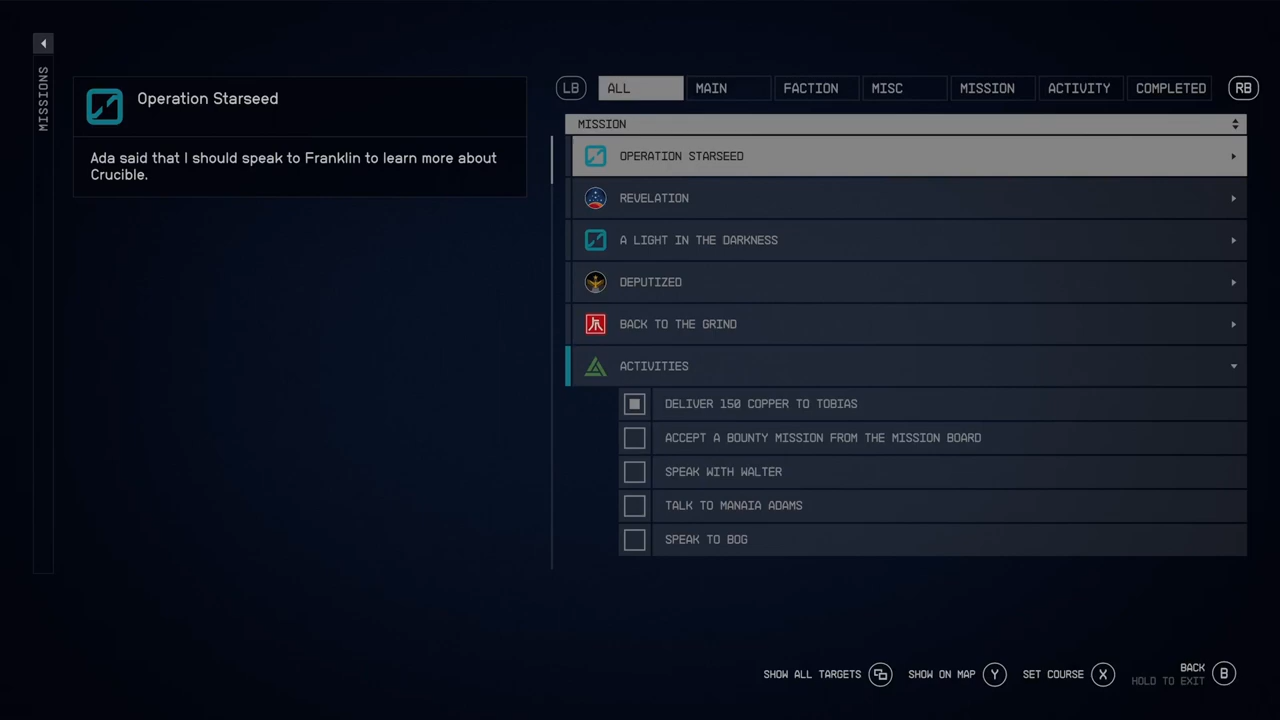 MISSIONS
Operation Starseed
Ada said that I should speak to Franklin to learn more about
Crucible.
LB
ALL
MAIN
FACTION
MISC
MISSION
ACTIVITY
COMPLETED
RB
MISSION
OPERATION STARSEED
REVELATION
A LIGHT IN THE DARKNESS
DEPUTIZED
BACK TO THE GRIND
ACTIVITIES
DELIVER 150 COPPER TO TOBIAS
ACCEPT A BOUNTY MISSION FROM THE MISSION BOARD
SPEAK WITH WALTER
TALK TO MANAIA ADAMS
SPEAK TO BOG
SHOW ALL TARGETS
SHOW ON MAP Y
SET COURSE X
BACK B
HOLD TO EXIT